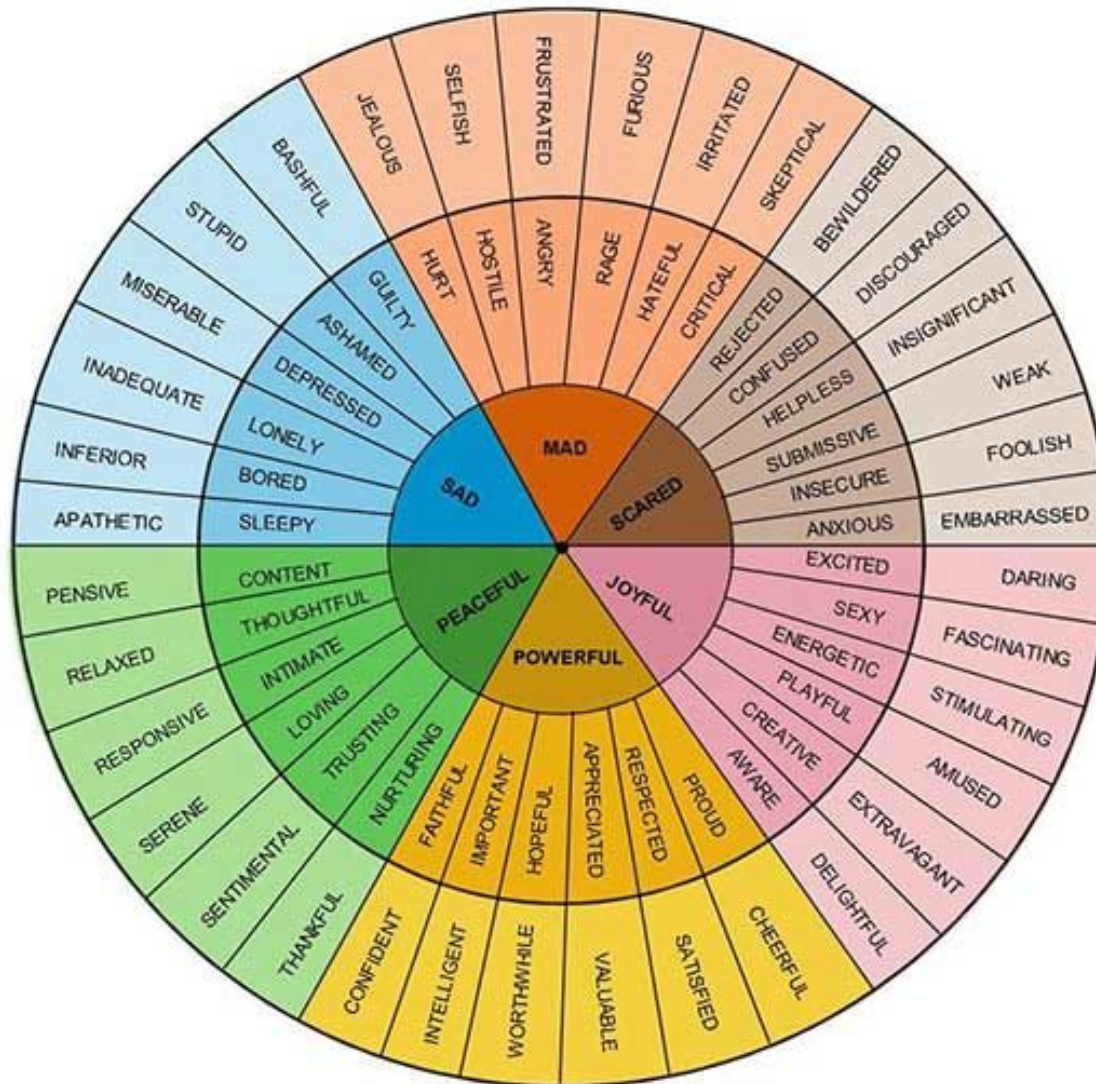 MAD
HURT
HOSTILE
ANGRY
RAGE
HATEFUL
CRITICAL
JEALOUS
SELFISH
FRUSTRATED
FURIOUS
IRRITATED
SKEPTICAL
SCARED
REJECTED
CONFUSED
HELPLESS
SUBMISSIVE
INSECURE
ANXIOUS
BEWILDERED
DISCOURAGED
INSIGNIFICANT
WEAK
FOOLISH
EMBARRASSED
JOYFUL
EXCITED
SEXY
ENERGETIC
PLAYFUL
CREATIVE
AWARE
DARING
FASCINATING
STIMULATING
AMUSED
EXTRAVAGANT
DELIGHTFUL
POWERFUL
PROUD
RESPECTED
APPRECIATED
HOPEFUL
IMPORTANT
FAITHFUL
CHEERFUL
SATISFIED
VALUABLE
WORTHWHILE
INTELLIGENT
CONFIDENT
PEACEFUL
NURTURING
TRUSTING
LOVING
INTIMATE
THOUGHTFUL
CONTENT
THANKFUL
SENTIMENTAL
SERENE
RESPONSIVE
RELAXED
PENSIVE
SAD
SLEEPY
BORED
LONELY
DEPRESSED
ASHAMED
GUILTY
APATHETIC
INFERIOR
INADEQUATE
MISERABLE
STUPID
BASHFUL